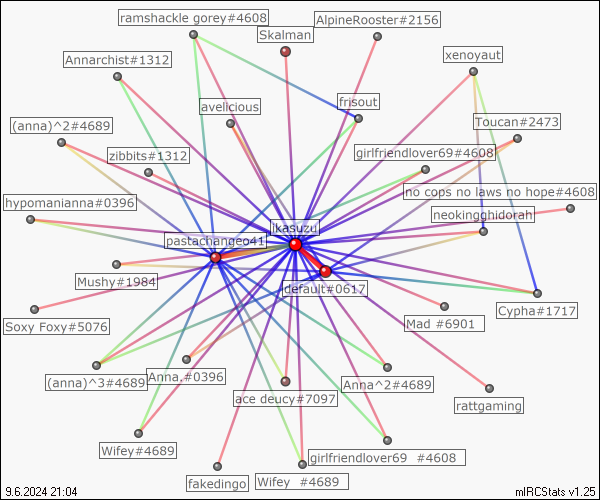 ramshackle gorey#4608
AlpineRooster#2156
Skalman
xenoyaut
Annarchist#1312
avelicious
frisout
(anna)^2#4689
Toucan#2473
zibbits#1312
girlfriendlover69#4608
no cops no laws no hope#4608
hypomanianna#0396
neokingghidorah
ikasuzu
pastachangeo41
Mushy#1984
default#0617
Soxy Foxy#5076
Mad #6901
Cypha#1717
(anna)^3#4689
Anna,#0396
Anna^2#4689
ace deucy#7097
rattgaming
Wifey#4689
girlfriendlover69 #4608
fakedingo
Wifey #4689
9.6.2024 21:04
mIRCStats v1.25